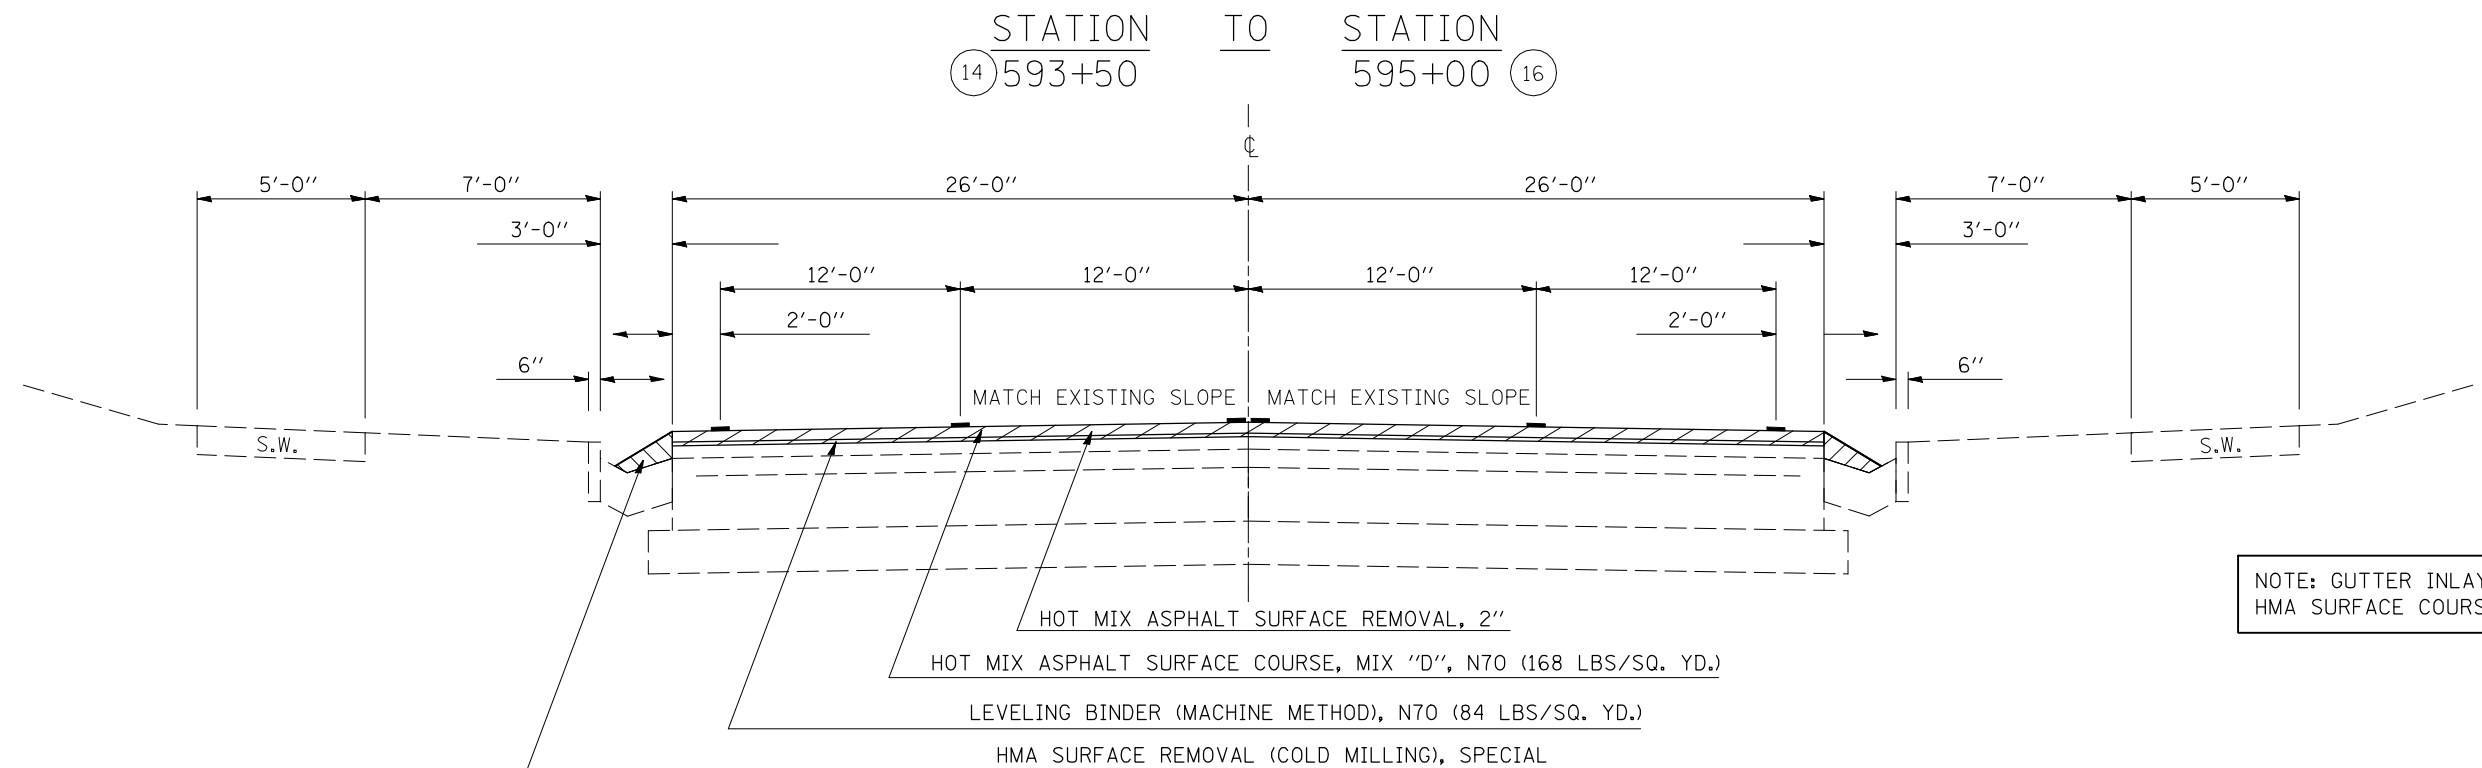 STATION TO STATION
14 593+50 595+00 16
℄
5'-0" 7'-0" 26'-0" 26'-0" 7'-0" 5'-0"
3'-0" 3'-0"
12'-0" 12'-0" 12'-0" 12'-0"
2'-0" 2'-0"
6" 6"
MATCH EXISTING SLOPE MATCH EXISTING SLOPE
S.W. S.W.
NOTE: GUTTER INLAY
HMA SURFACE COURS
HOT MIX ASPHALT SURFACE REMOVAL, 2"
HOT MIX ASPHALT SURFACE COURSE, MIX "D", N70 (168 LBS/SQ. YD.)
LEVELING BINDER (MACHINE METHOD), N70 (84 LBS/SQ. YD.)
HMA SURFACE REMOVAL (COLD MILLING), SPECIAL